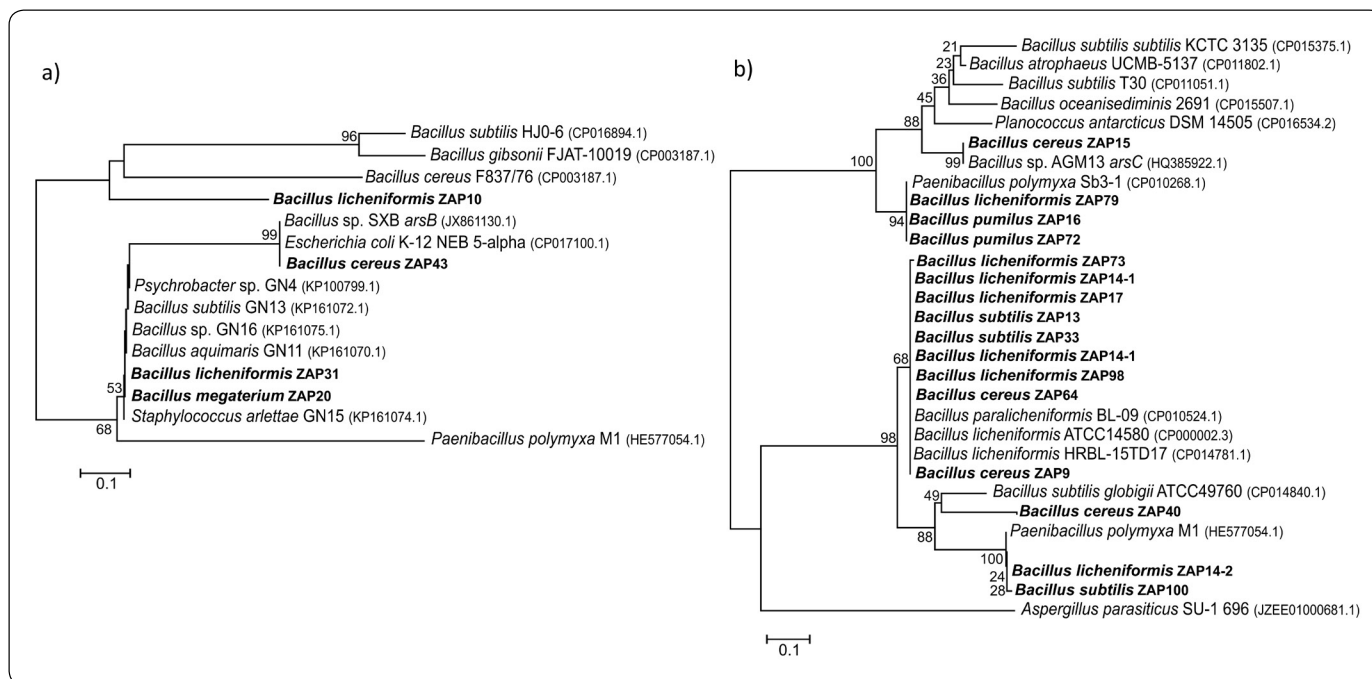 a)
96
Bacillus subtilis HJ0-6 (CP016894.1)
Bacillus gibsonii FJAT-10019 (CP003187.1)
Bacillus cereus F837/76 (CP003187.1)
Bacillus licheniformis ZAP10
Bacillus sp. SXB arsB (JX861130.1)
99
Escherichia coli K-12 NEB 5-alpha (CP017100.1)
Bacillus cereus ZAP43
Psychrobacter sp. GN4 (KP100799.1)
Bacillus subtilis GN13 (KP161072.1)
Bacillus sp. GN16 (KP161075.1)
Bacillus aquimaris GN11 (KP161070.1)
Bacillus licheniformis ZAP31
53
Bacillus megaterium ZAP20
Staphylococcus arlettae GN15 (KP161074.1)
68
Paenibacillus polymyxa M1 (HE577054.1)
0.1
b)
21
Bacillus subtilis subtilis KCTC 3135 (CP015375.1)
23
Bacillus atrophaeus UCMB-5137 (CP011802.1)
36
Bacillus subtilis T30 (CP011051.1)
45
Bacillus oceanisediminis 2691 (CP015507.1)
88
Planococcus antarcticus DSM 14505 (CP016534.2)
Bacillus cereus ZAP15
100
99
Bacillus sp. AGM13 arsC (HQ385922.1)
Paenibacillus polymyxa Sb3-1 (CP010268.1)
Bacillus licheniformis ZAP79
94
Bacillus pumilus ZAP16
Bacillus pumilus ZAP72
Bacillus licheniformis ZAP73
Bacillus licheniformis ZAP14-1
Bacillus licheniformis ZAP17
Bacillus subtilis ZAP13
Bacillus subtilis ZAP33
68
Bacillus licheniformis ZAP14-1
Bacillus licheniformis ZAP98
Bacillus cereus ZAP64
Bacillus paralicheniformis BL-09 (CP010524.1)
98
Bacillus licheniformis ATCC14580 (CP000002.3)
Bacillus licheniformis HRBL-15TD17 (CP014781.1)
Bacillus cereus ZAP9
49
Bacillus subtilis globigii ATCC49760 (CP014840.1)
Bacillus cereus ZAP40
88
Paenibacillus polymyxa M1 (HE577054.1)
100
Bacillus licheniformis ZAP14-2
24
28
Bacillus subtilis ZAP100
Aspergillus parasiticus SU-1 696 (JZEE01000681.1)
0.1